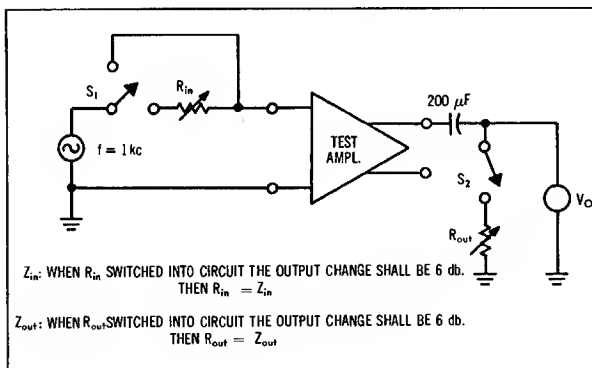 S1
Rin
f = 1 kc
TEST
AMPL.
200 μF
S2
Rout
VO
Zin: WHEN Rin SWITCHED INTO CIRCUIT THE OUTPUT CHANGE SHALL BE 6 db.
THEN Rin = Zin
Zout: WHEN Rout SWITCHED INTO CIRCUIT THE OUTPUT CHANGE SHALL BE 6 db.
THEN Rout = Zout